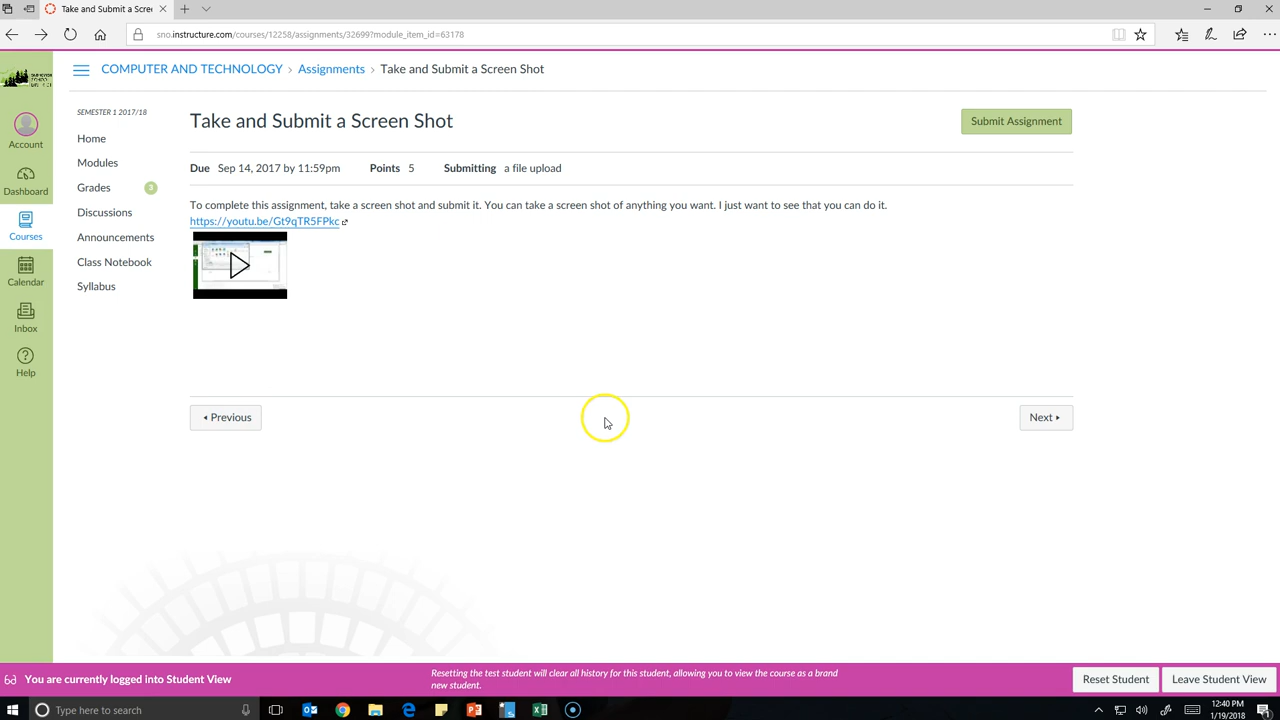 Take and Submit a Scree
sno.instructure.com/courses/12258/assignments/32699?module_item_id=63178
COMPUTER AND TECHNOLOGY › Assignments › Take and Submit a Screen Shot
Account
Dashboard
Courses
Calendar
Inbox
Help
SEMESTER 1 2017/18
Home
Modules
Grades 3
Discussions
Announcements
Class Notebook
Syllabus
Take and Submit a Screen Shot
Submit Assignment
Due Sep 14, 2017 by 11:59pm Points 5 Submitting a file upload
To complete this assignment, take a screen shot and submit it. You can take a screen shot of anything you want. I just want to see that you can do it.
https://youtu.be/Gt9qTR5FPkc
Previous
Next
You are currently logged into Student View
Resetting the test student will clear all history for this student, allowing you to view the course as a brand
new student.
Reset Student
Leave Student View
Type here to search
12:40 PM
1/19/2018